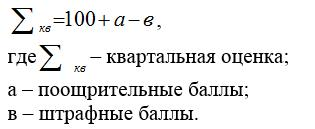 ∑ кв=100+а−в,
где ∑ кв – квартальная оценка;
а – поощрительные баллы;
в – штрафные баллы.